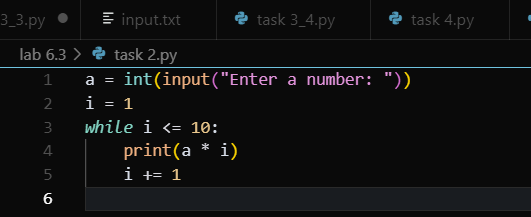 3_3.py
input.txt
task 3_4.py
task 4.py
lab 6.3 > task 2.py
1 a = int(input("Enter a number: "))
2 i = 1
3 while i <= 10:
4     print(a * i)
5     i += 1
6